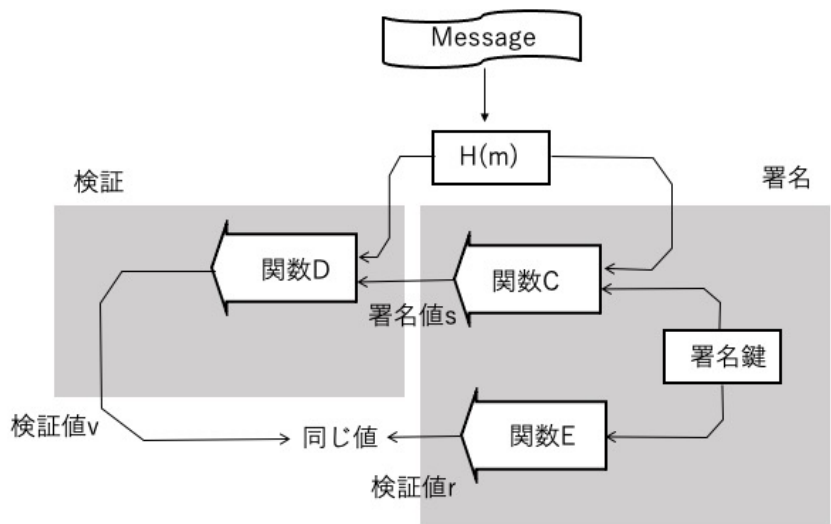 Message
H(m)
検証
署名
関数D
関数C
署名値s
署名鍵
検証値v
同じ値
関数E
検証値r